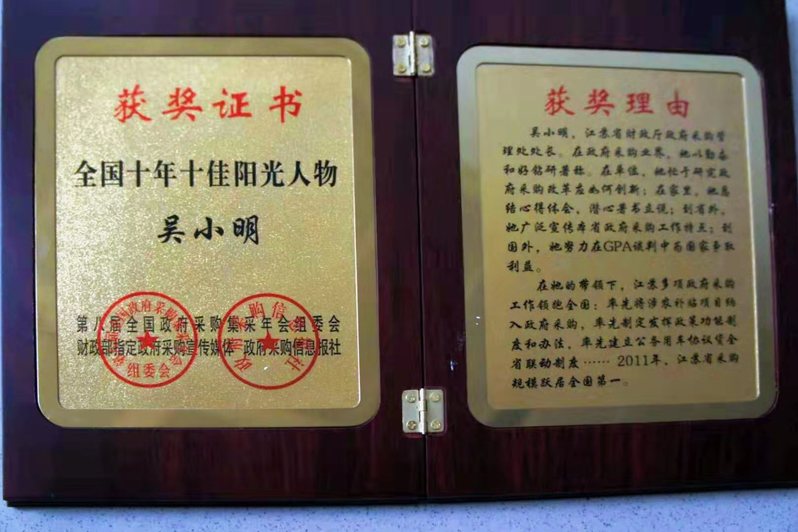 获奖证书
全国十年十佳阳光人物
吴小明
第八届全国政府采购集采年会组委会
财政部指定政府采购宣传媒体 政府采购信息报社
组委会
获奖理由
吴小明，江苏省财政厅政府采购管
理处处长。在政府采购业界，她以勤奋
和好钻研著称。在单位，她忙于研究政
府采购改革应如何创新；在家里，她总
结心得体会，潜心著书立说；到省外，
她广泛宣传本省政府采购工作特点；到
国外，她努力在GPA谈判中为国家争取
利益。
在她的带领下，江苏多项政府采购
工作领跑全国：率先将涉农补贴项目纳
入政府采购，率先制定发挥政策功能制
度和办法，率先建立公务用车协议货全
省联动制度……2011年，江苏省采购
规模跃居全国第一。